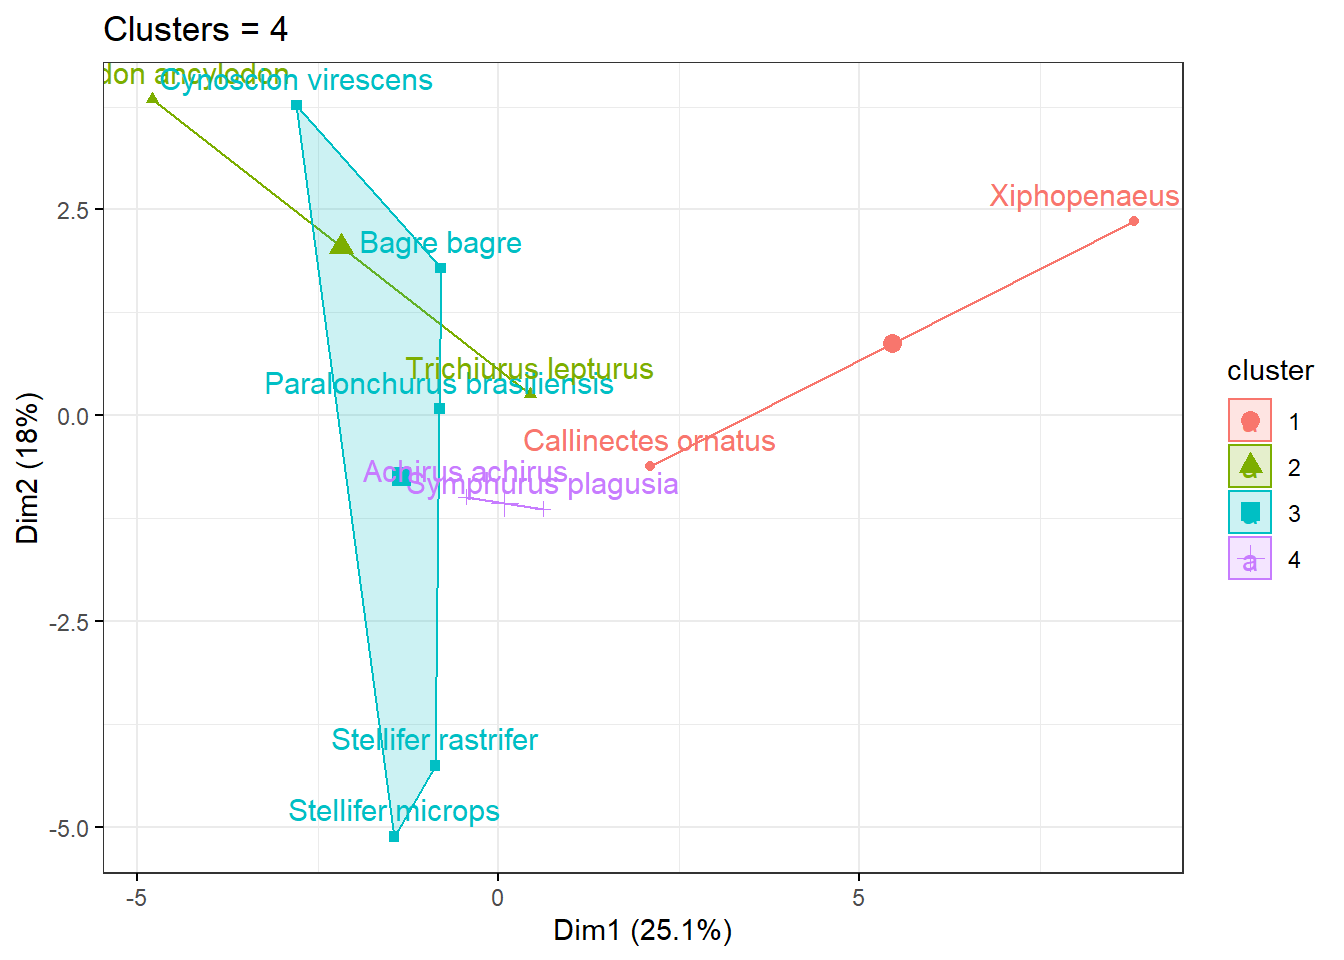 Clusters = 4
don ancylodon
Cynoscion virescens
Xiphopenaeus
2.5
Bagre bagre
Trichiurus lepturus
Paralonchurus brasiliensis
0.0
Callinectes ornatus
Achirus achirus
Symphurus plagusia
-2.5
Stellifer rastrifer
Stellifer microps
-5.0
-5 0 5
Dim1 (25.1%)
Dim2 (18%)
cluster
a 1
a 2
a 3
a 4